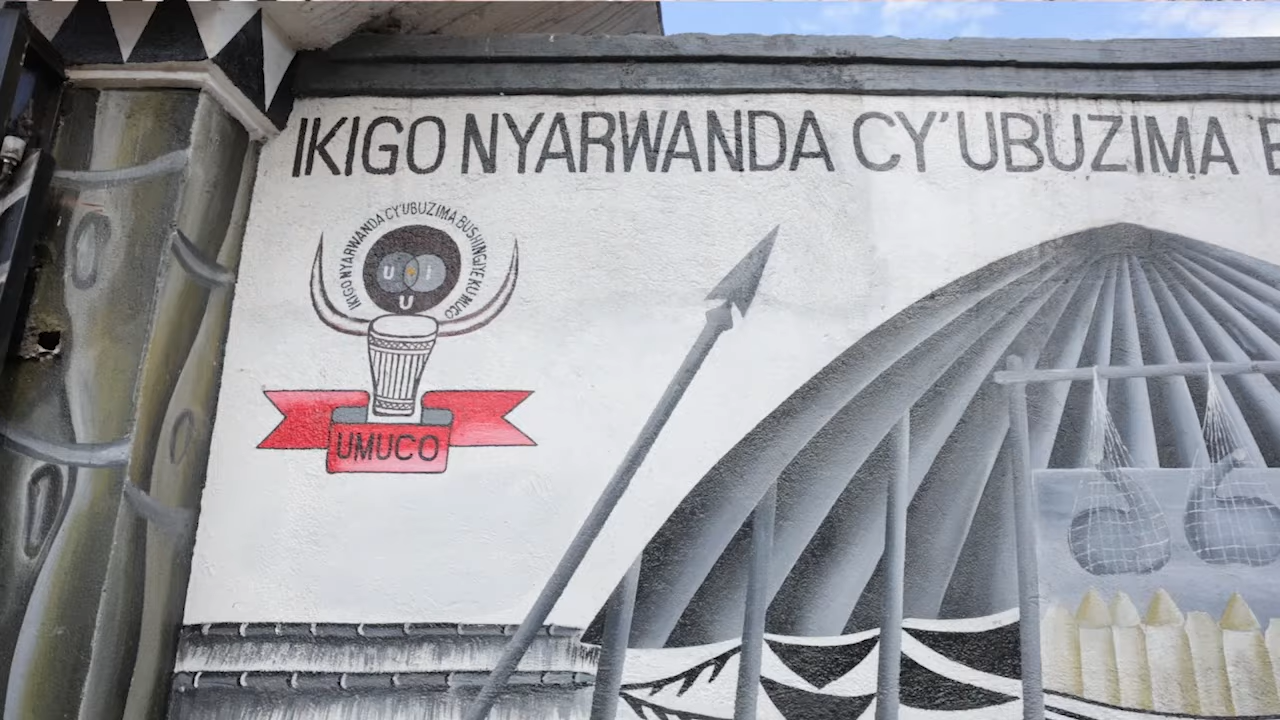 IKIGO NYARWANDA CY'UBUZIMA
IKIGO NYARWANDA CY'UBUZIMA BUSHINGIYE KU MUCO
U U
U
UMUCO